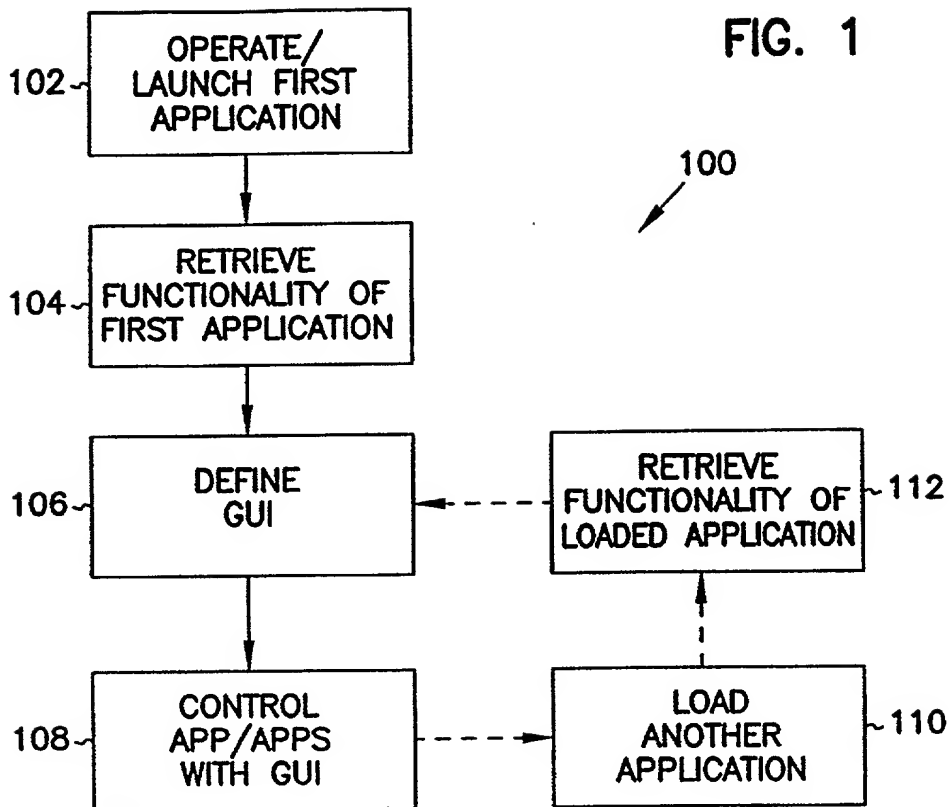 FIG. 1
102
OPERATE/
LAUNCH FIRST
APPLICATION
100
104
RETRIEVE
FUNCTIONALITY OF
FIRST APPLICATION
106
DEFINE
GUI
RETRIEVE
FUNCTIONALITY OF
LOADED APPLICATION
112
108
CONTROL
APP/APPS
WITH GUI
LOAD
ANOTHER
APPLICATION
110